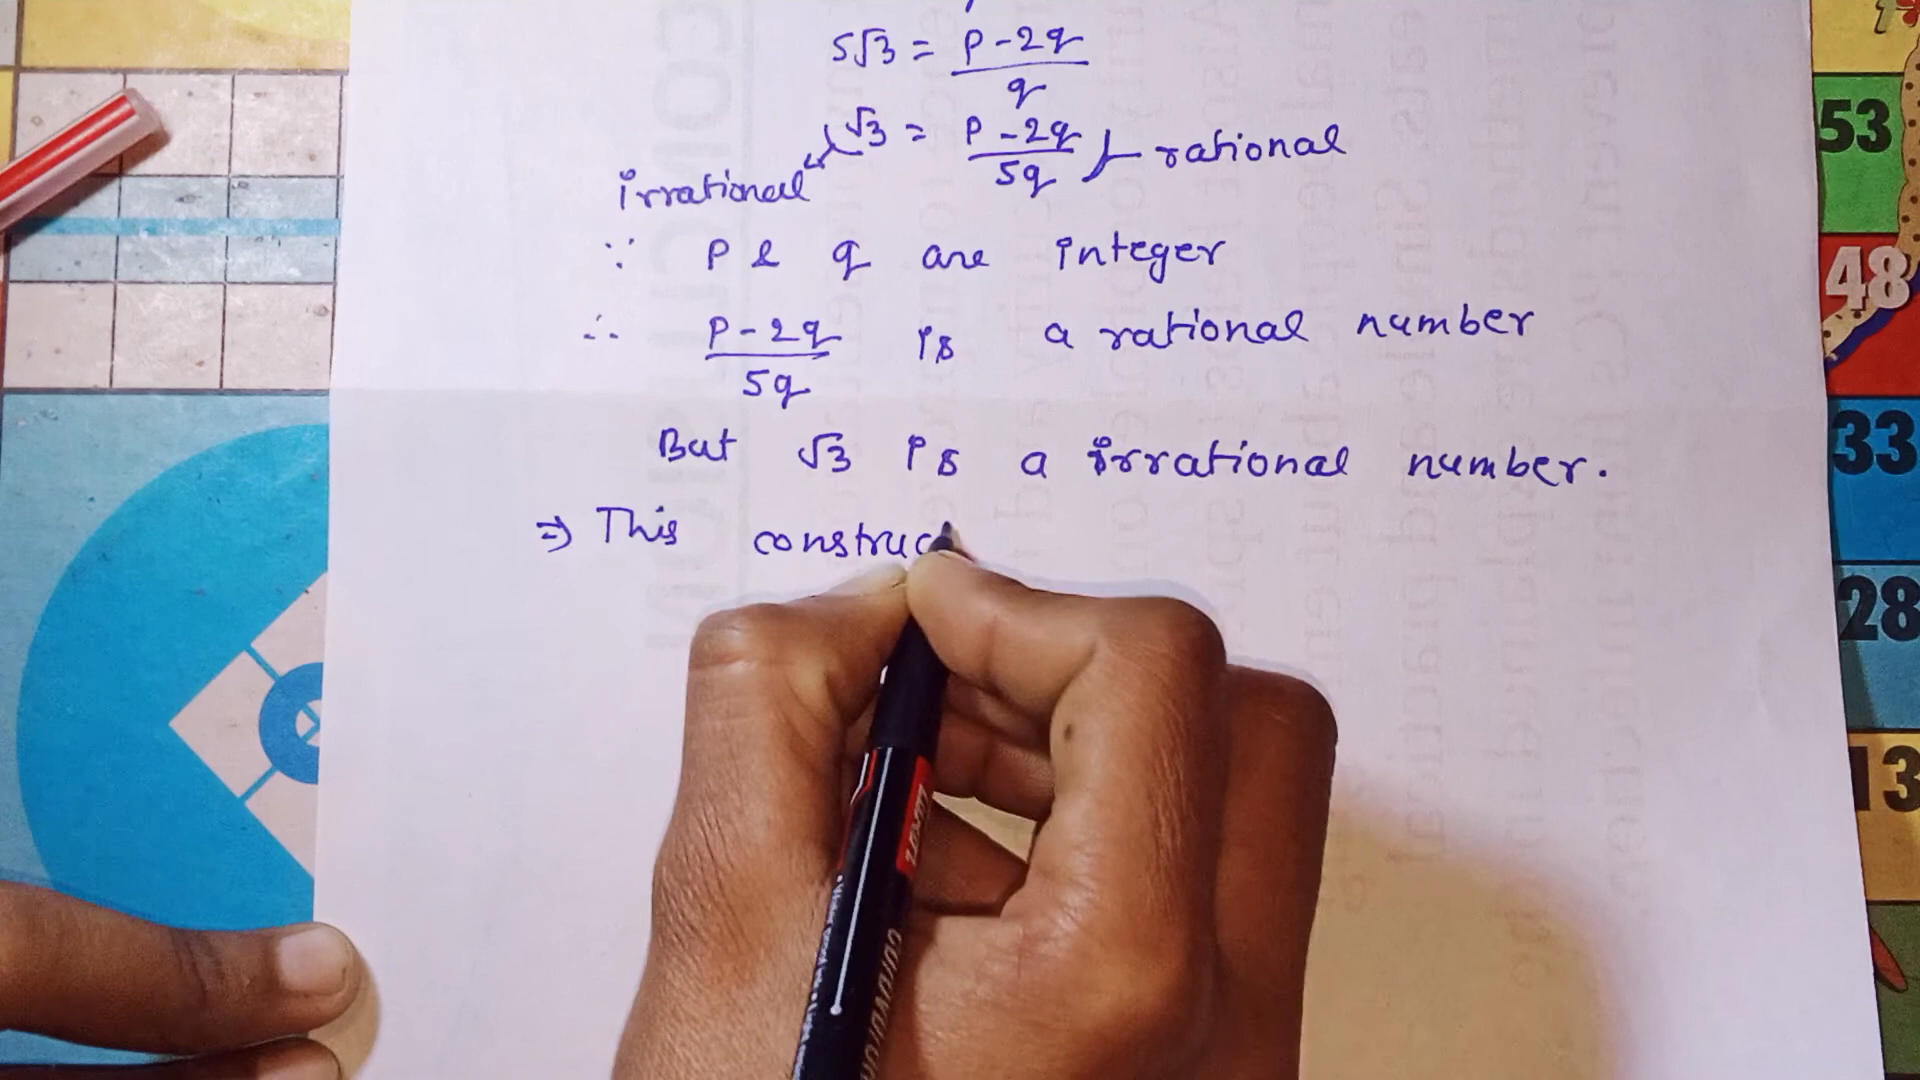 5√3 = p-2q/q
√3 = p-2q/5q } rational
irrational
∵ p & q are integer
∴ p-2q/5q is a rational number
But √3 is a irrational number.
⇒ This construc
53
48
33
28
13